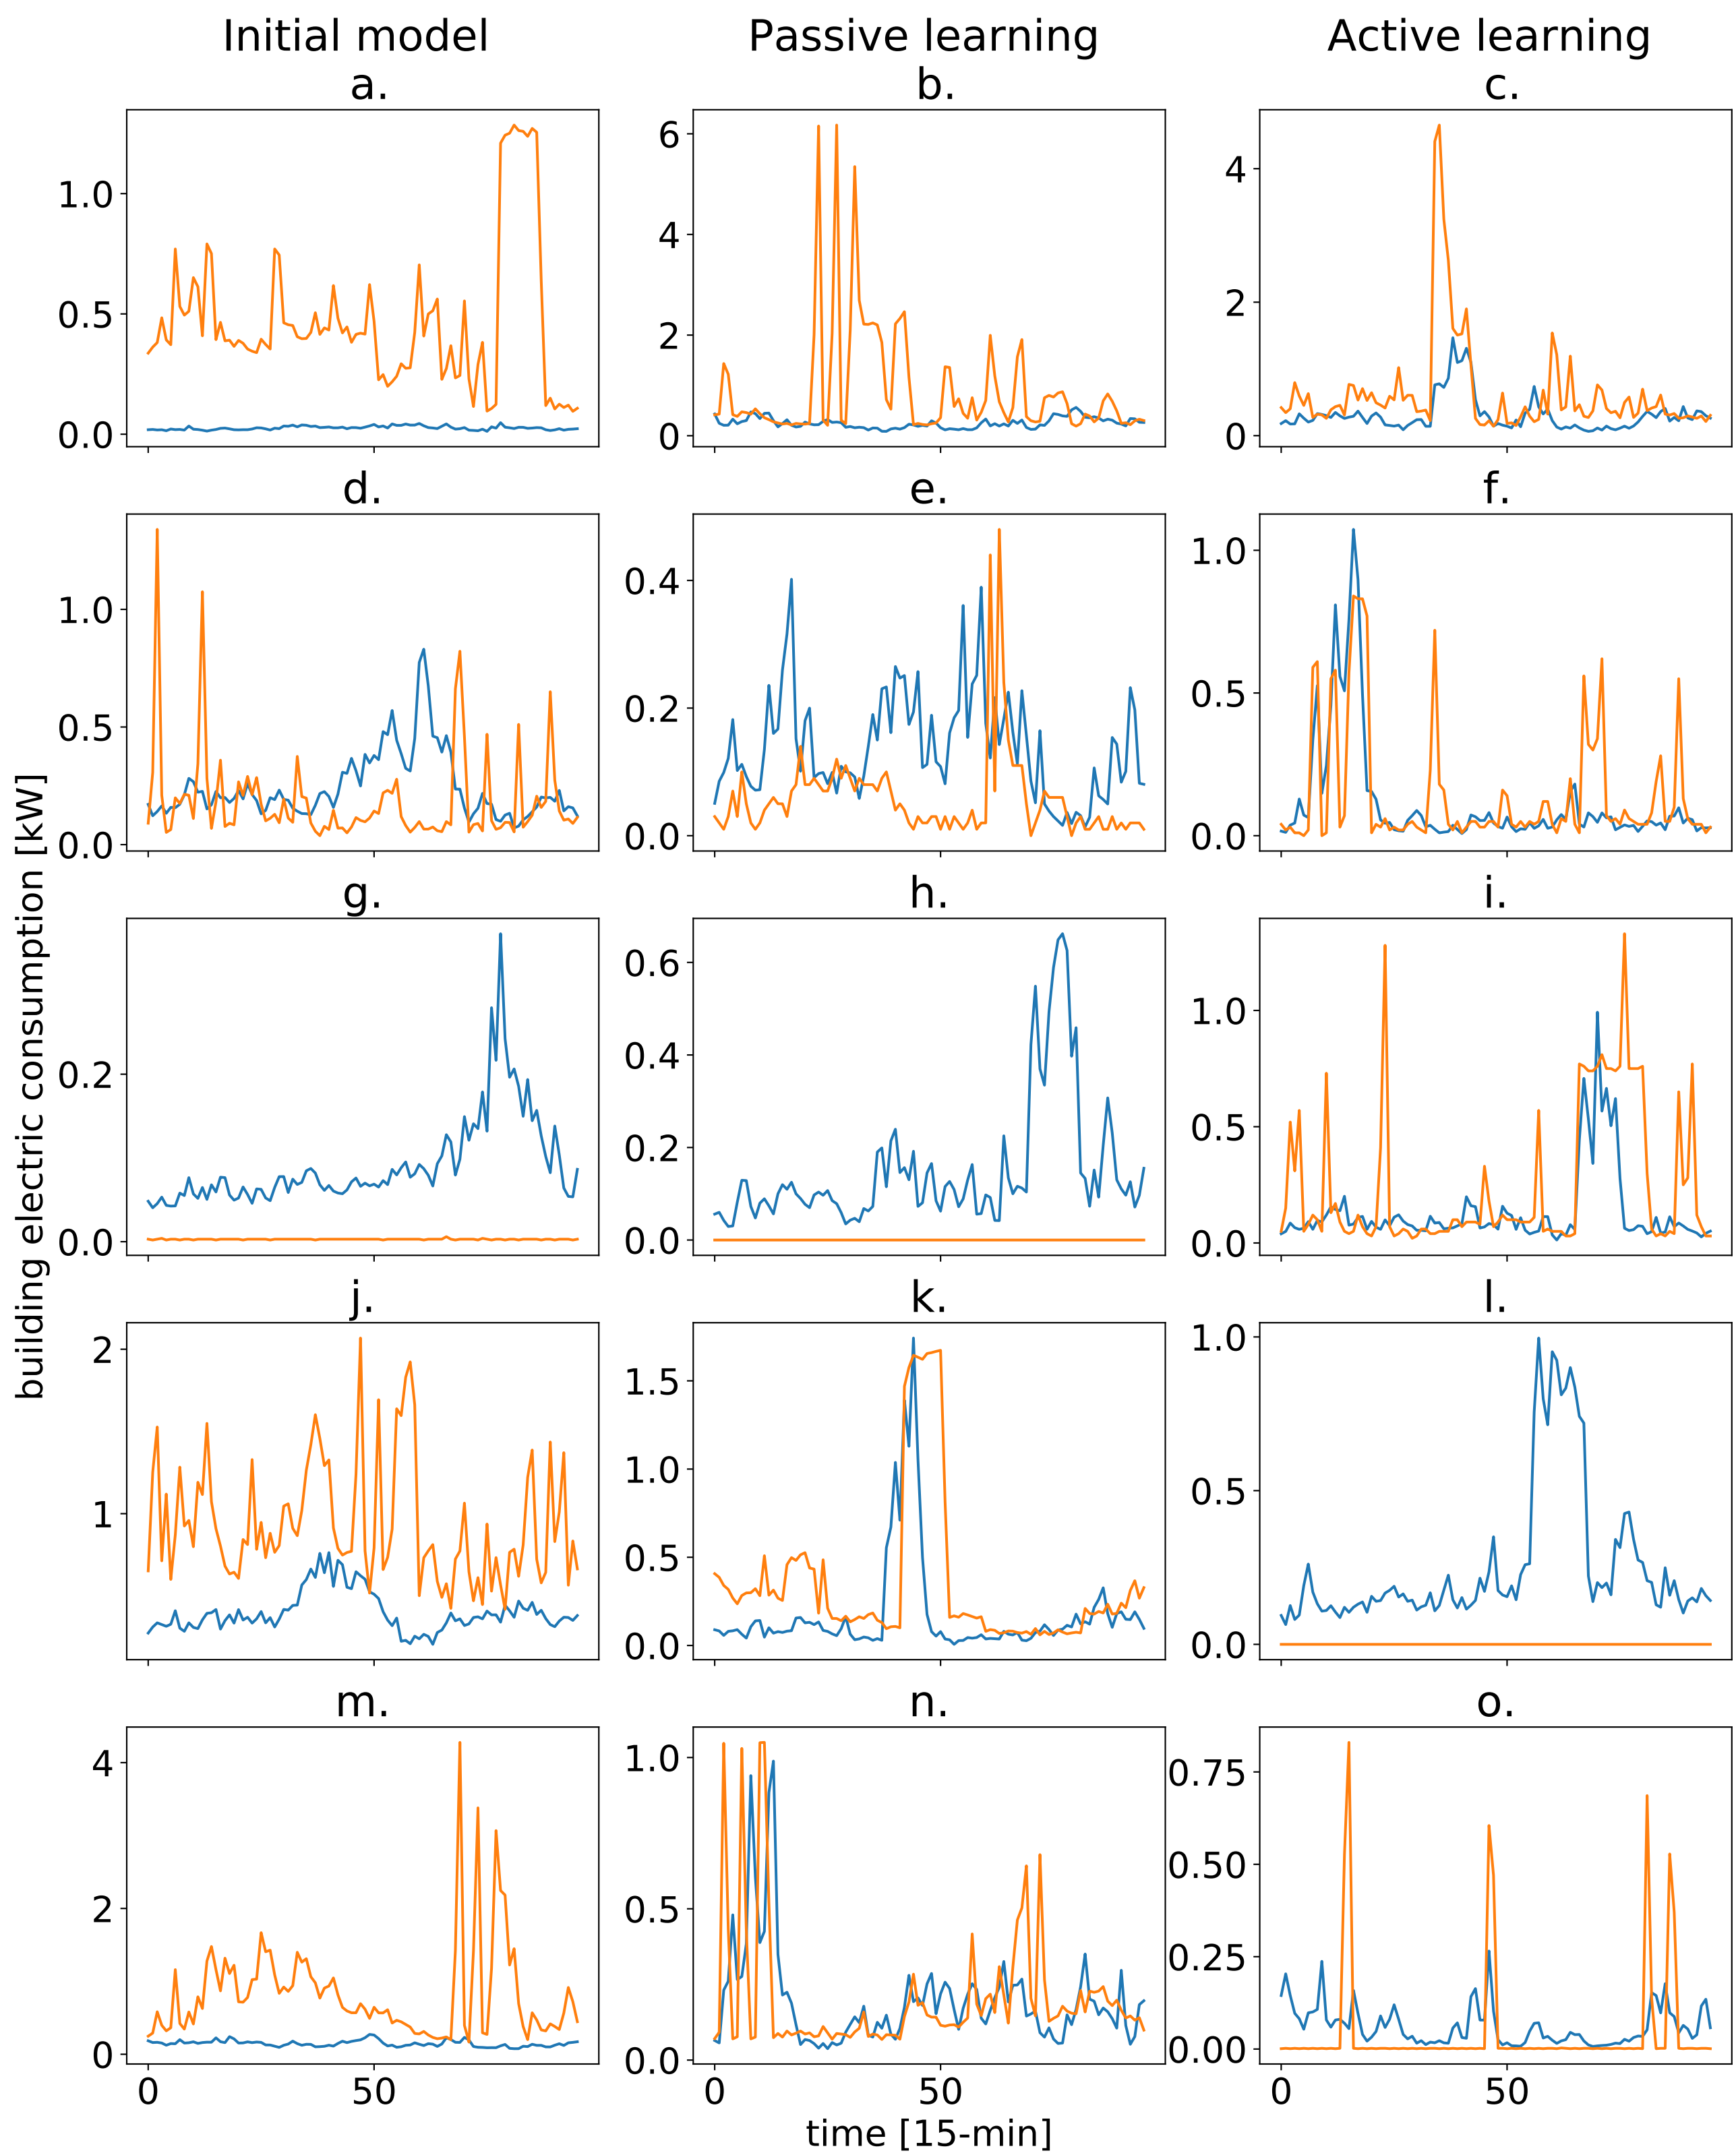 Initial model
Passive learning
Active learning
a.
b.
c.
1.0
0.5
0.0
6
4
2
0
4
2
0
d.
e.
f.
1.0
0.5
0.0
0.4
0.2
0.0
1.0
0.5
0.0
g.
h.
i.
0.2
0.0
0.6
0.4
0.2
0.0
1.0
0.5
0.0
j.
k.
l.
2
1
1.5
1.0
0.5
0.0
1.0
0.5
0.0
m.
n.
o.
4
2
0
1.0
0.5
0.0
0.75
0.50
0.25
0.00
0
50
0
50
0
50
building electric consumption [kW]
time [15-min]